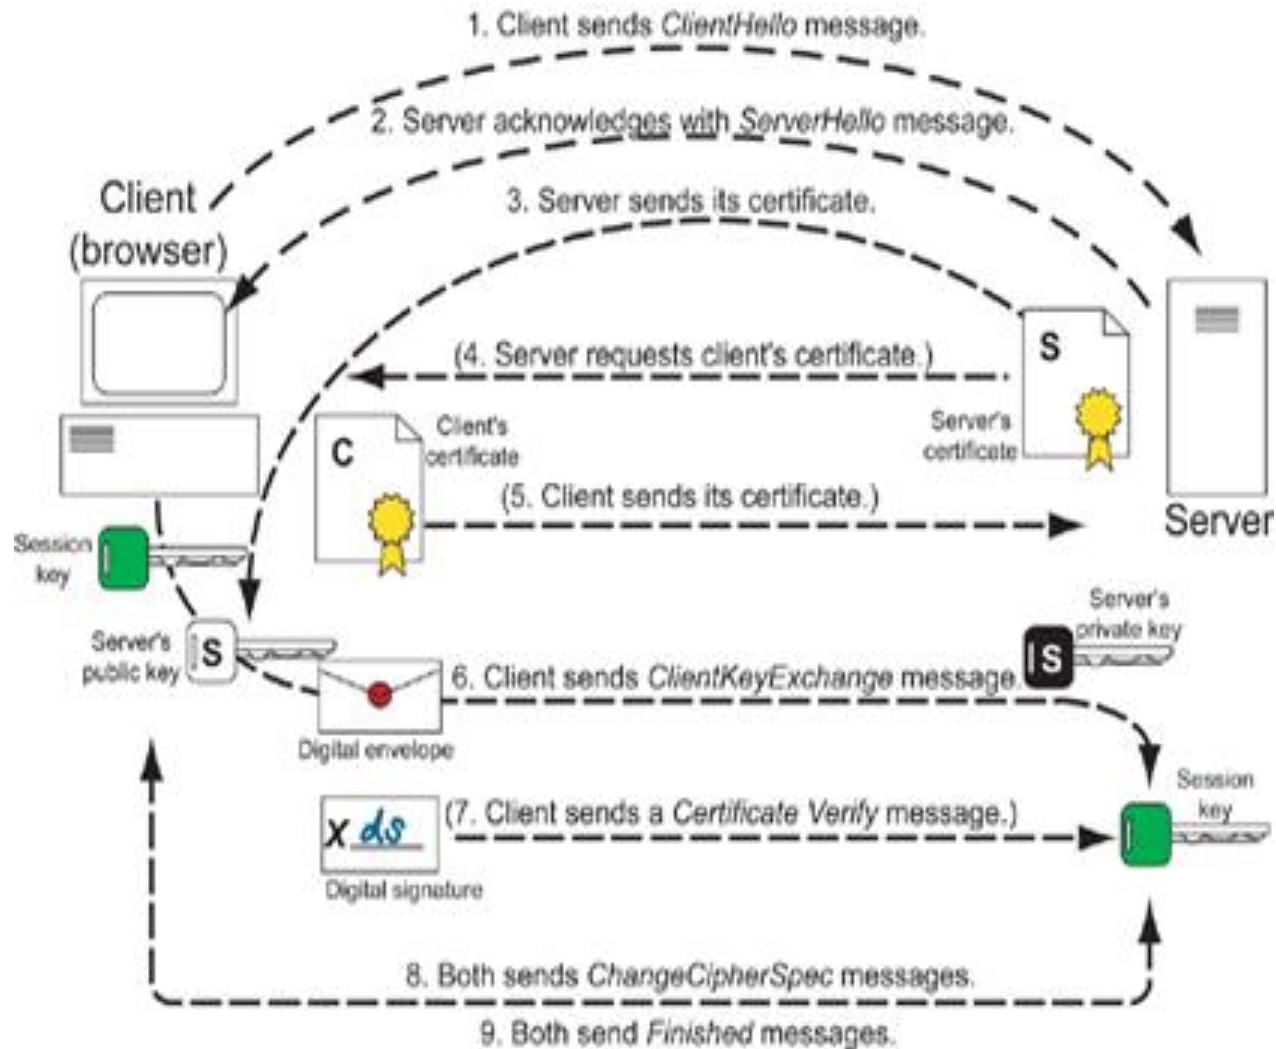 1. Client sends ClientHello message.
2. Server acknowledges with ServerHello message.
3. Server sends its certificate.
Client
(browser)
(4. Server requests client's certificate.)
S
Server's
certificate
C
Client's
certificate
(5. Client sends its certificate.)
Server
Session
key
Server's
public key
S
Server's
private key
S
6. Client sends ClientKeyExchange message.
Digital envelope
(7. Client sends a Certificate Verify message.)
Session
key
x ds
Digital signature
8. Both sends ChangeCipherSpec messages.
9. Both send Finished messages.